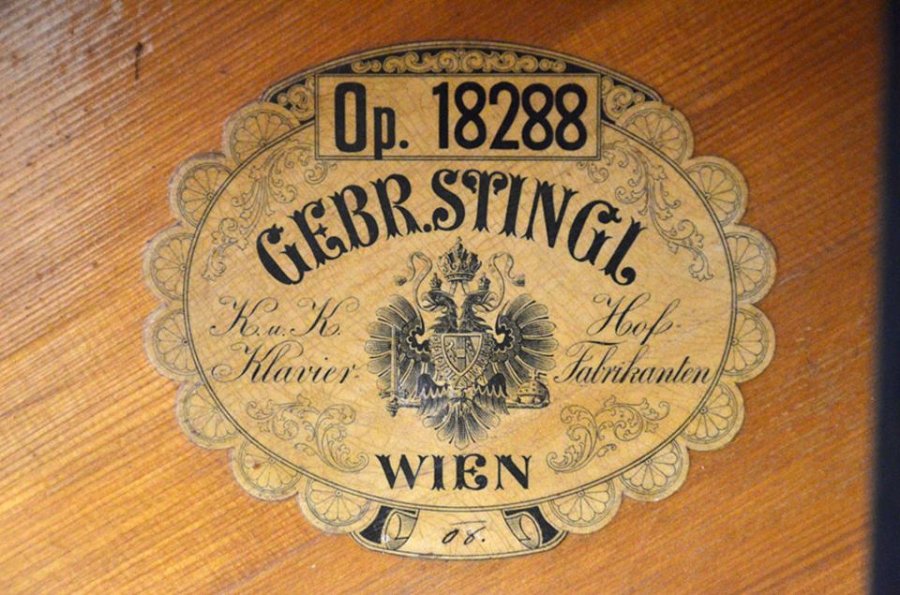 Op. 18288
GEBR. STINGL
K. u. K. Hof-
Klavier- Fabrikanten
WIEN
08.